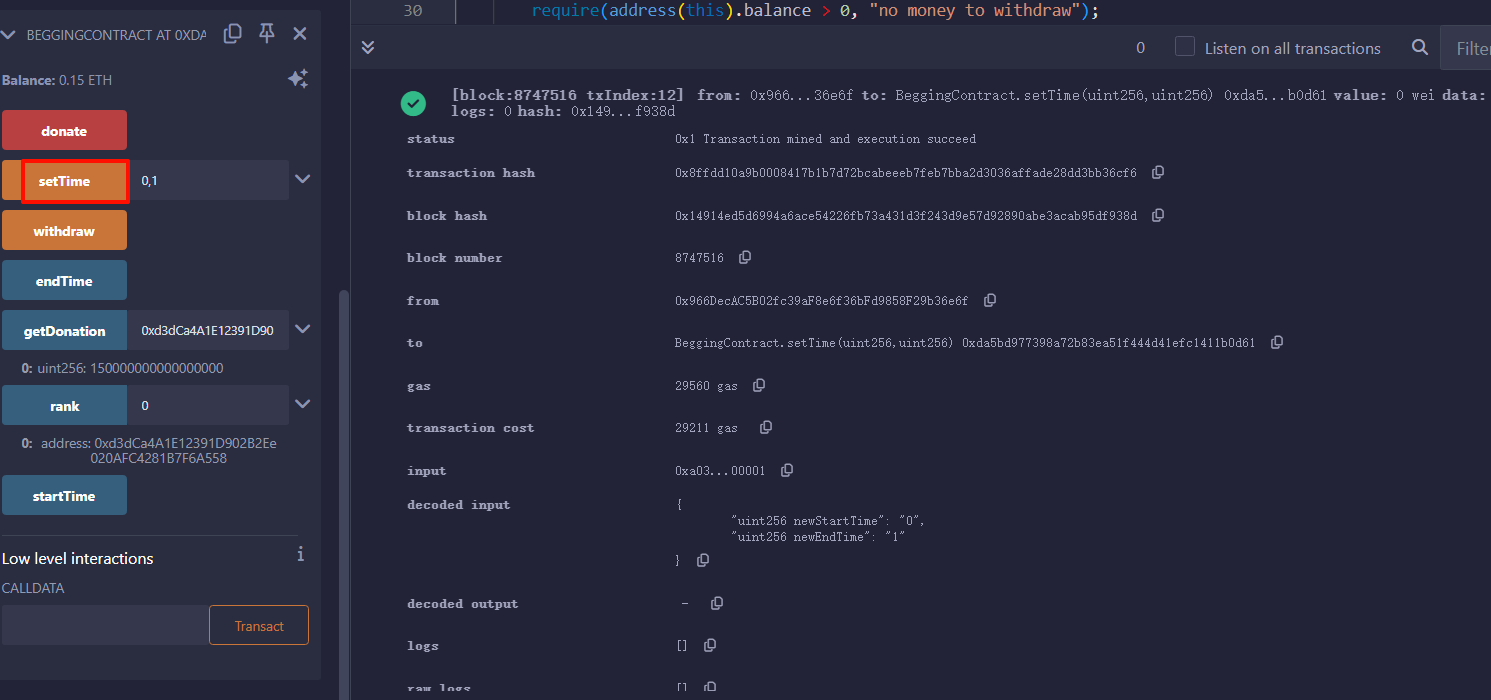 30 require(address(this).balance > 0, "no money to withdraw");
BEGGINGCONTRACT AT 0XDA
0 Listen on all transactions Filte
Balance: 0.15 ETH
donate
setTime 0,1
withdraw
endTime
getDonation 0xd3dCa4A1E12391D90
0: uint256: 150000000000000000
rank 0
0: address: 0xd3dCa4A1E12391D902B2Ee
020AFC4281B7F6A558
startTime
Low level interactions i
CALLDATA
Transact
[block:8747516 txIndex:12] from: 0x966...36e6f to: BeggingContract.setTime(uint256,uint256) 0xda5...b0d61 value: 0 wei data:
logs: 0 hash: 0x149...f938d
status 0x1 Transaction mined and execution succeed
transaction hash 0x8ffdd10a9b0008417b1b7d72bcabeeeb7feb7bba2d3036affade28dd3bb36cf6
block hash 0x14914ed5d6994a6ace54226fb73a431d3f243d9e57d92890abe3acab95df938d
block number 8747516
from 0x966DecAC5B02fc39aF8e6f36bFd9858F29b36e6f
to BeggingContract.setTime(uint256,uint256) 0xda5bd977398a72b83ea51f444d41efc1411b0d61
gas 29560 gas
transaction cost 29211 gas
input 0xa03...00001
decoded input {
"uint256 newStartTime": "0",
"uint256 newEndTime": "1"
}
decoded output -
logs []
raw logs []